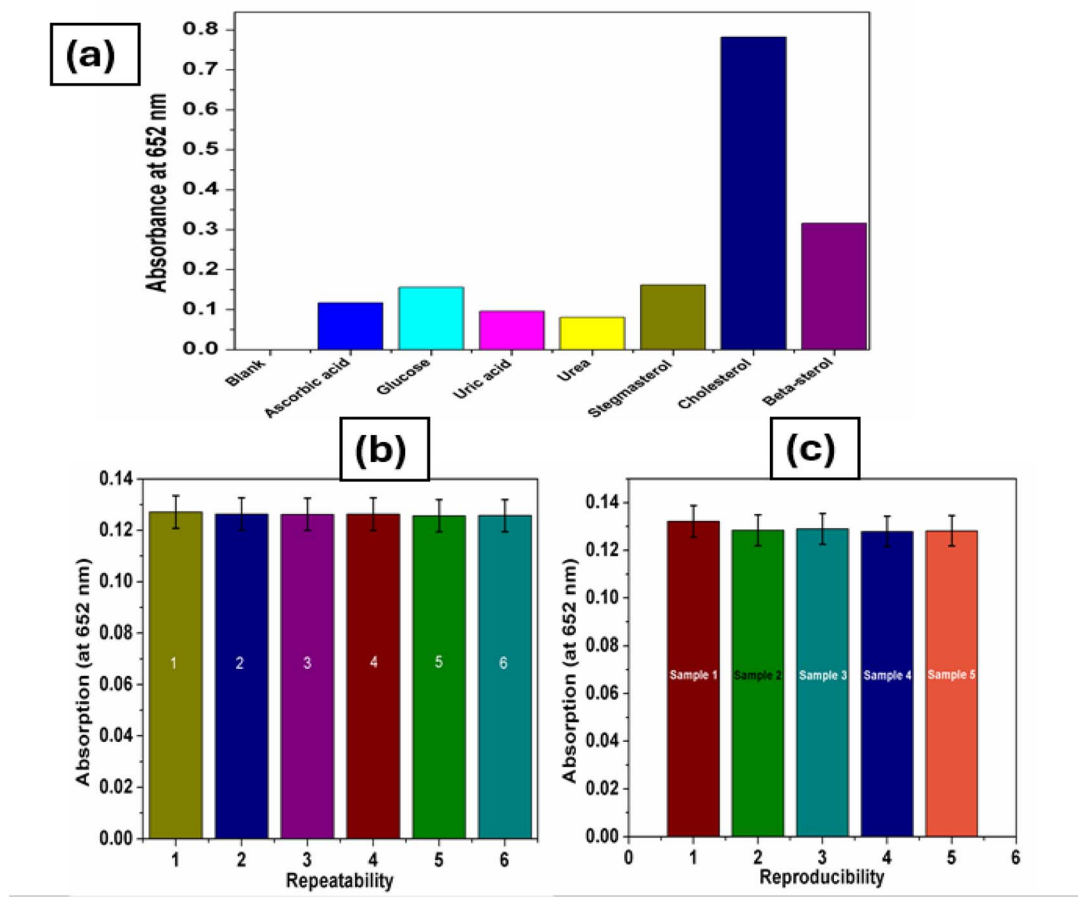 (a)
Absorbance at 652 nm
0.8
0.7
0.6
0.5
0.4
0.3
0.2
0.1
0.0
Blank
Ascorbic acid
Glucose
Uric acid
Urea
Stegmasterol
Cholesterol
Beta-sterol
(b)
Absorption (at 652 nm)
0.14
0.12
0.10
0.08
0.06
0.04
0.02
0.00
1 2 3 4 5 6
1 2 3 4 5 6
Repeatability
(c)
Absorption (at 652 nm)
0.14
0.12
0.10
0.08
0.06
0.04
0.02
0.00
Sample 1 Sample 2 Sample 3 Sample 4 Sample 5
0 1 2 3 4 5 6
Reproducibility